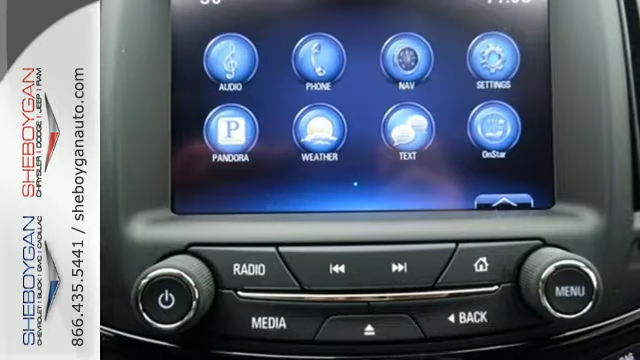 SHEBOYGAN
CHRYSLER | DODGE | JEEP | RAM
SHEBOYGAN
CHEVROLET | BUICK | GMC | CADILLAC
866.435.5441 / sheboyganauto.com
AUDIO PHONE NAV SETTINGS
P
PANDORA WEATHER TEXT OnStar
RADIO
MENU
MEDIA
BACK